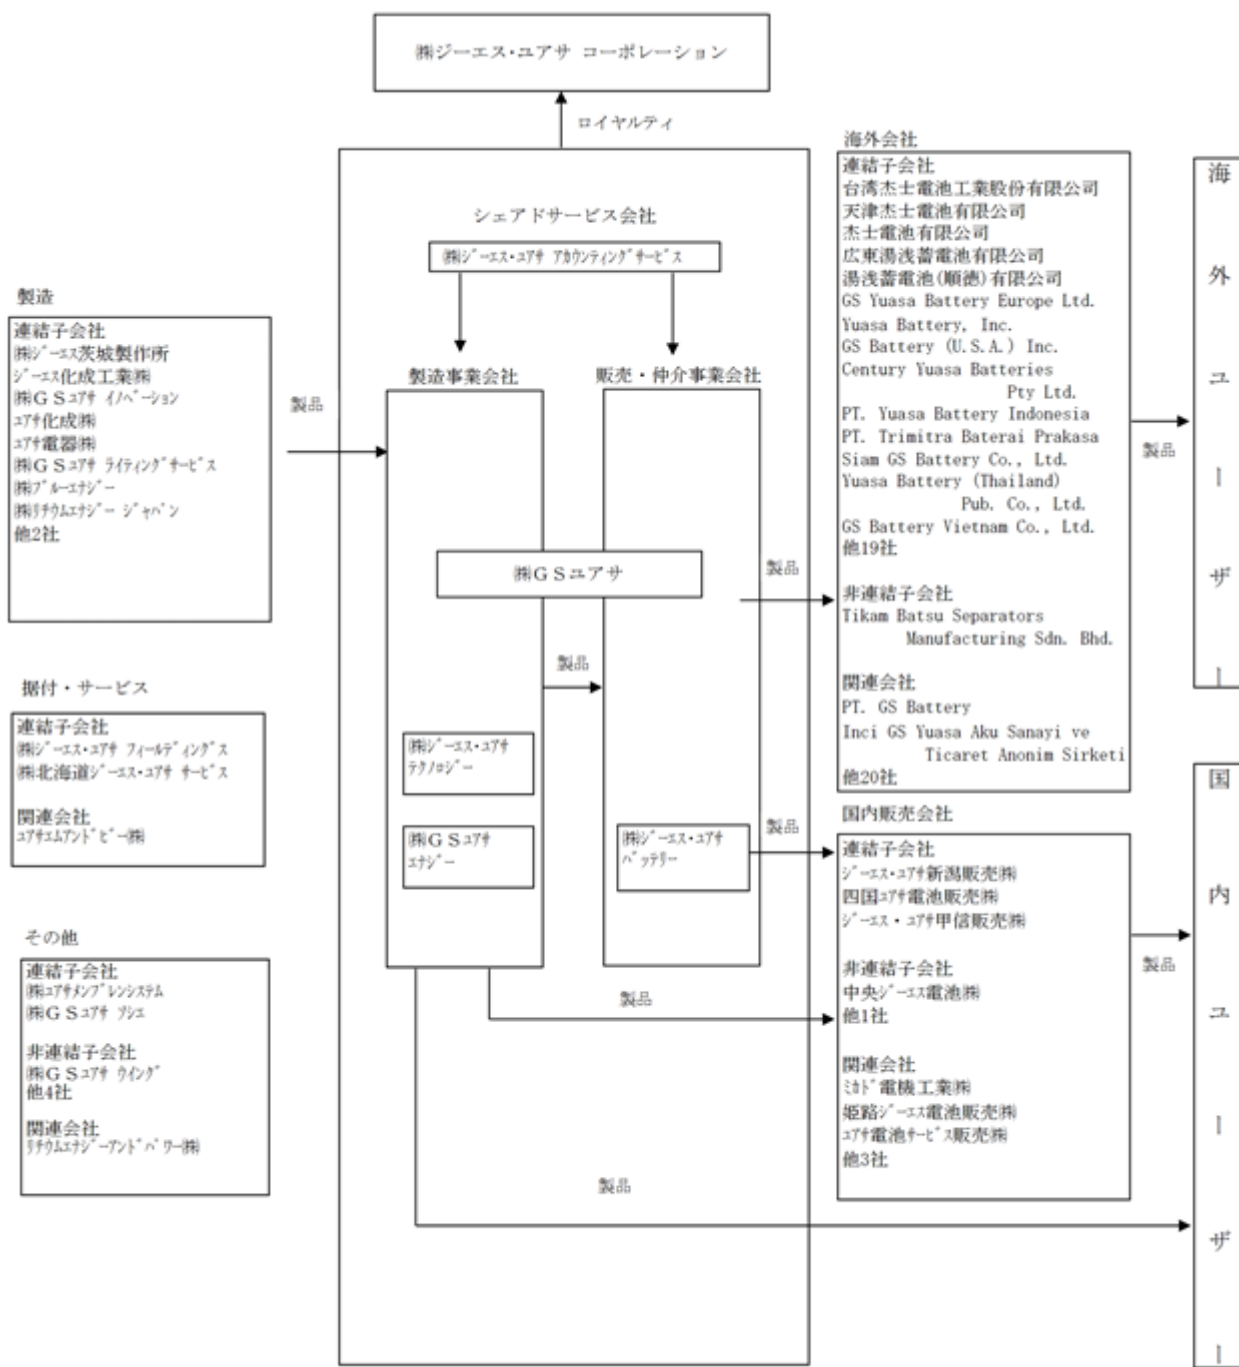 ㈱ジーエス・ユアサ コーポレーション
ロイヤルティ
シェアドサービス会社
㈱ｼﾞｰｴｽ･ﾕｱｻ ｱｶｳﾝﾃｨﾝｸﾞｻｰﾋﾞｽ
製造
連結子会社
㈱ｼﾞｰｴｽ茨城製作所
ｼﾞｰｴｽ化成工業㈱
㈱ＧＳﾕｱｻ ｲﾉﾍﾞｰｼｮﾝ
ﾕｱｻ化成㈱
ﾕｱｻ電器㈱
㈱ＧＳﾕｱｻ ﾗｲﾃｨﾝｸﾞｻｰﾋﾞｽ
㈱ﾌﾞﾙｰｴﾅｼﾞｰ
㈱ﾘﾁｳﾑｴﾅｼﾞｰ ｼﾞｬﾊﾟﾝ
他2社
製品
据付・サービス
連結子会社
㈱ｼﾞｰｴｽ･ﾕｱｻ ﾌｨｰﾙﾃﾞｨﾝｸﾞｽ
㈱北海道ｼﾞｰｴｽ･ﾕｱｻ ｻｰﾋﾞｽ
関連会社
ﾕｱｻｴﾑｱﾝﾄﾞﾋﾞｰ㈱
その他
連結子会社
㈱ﾕｱｻﾒﾝﾌﾞﾚﾝｼｽﾃﾑ
㈱ＧＳﾕｱｻ ｿｼｴ
非連結子会社
㈱ＧＳﾕｱｻ ｳｲﾝｸﾞ
他4社
関連会社
ﾘﾁｳﾑｴﾅｼﾞｰｱﾝﾄﾞﾊﾟﾜｰ㈱
製造事業会社
販売・仲介事業会社
㈱ＧＳユアサ
製品
㈱ｼﾞｰｴｽ･ﾕｱｻ
ﾃｸﾉﾛｼﾞｰ
㈱ＧＳﾕｱｻ
ｴﾅｼﾞｰ
㈱ｼﾞｰｴｽ･ﾕｱｻ
ﾊﾞｯﾃﾘｰ
製品
製品
製品
製品
海外会社
連結子会社
台湾杰士電池工業股份有限公司
天津杰士電池有限公司
杰士電池有限公司
広東湯浅蓄電池有限公司
湯浅蓄電池(順徳)有限公司
GS Yuasa Battery Europe Ltd.
Yuasa Battery, Inc.
GS Battery (U.S.A.) Inc.
Century Yuasa Batteries
Pty Ltd.
PT. Yuasa Battery Indonesia
PT. Trimitra Baterai Prakasa
Siam GS Battery Co., Ltd.
Yuasa Battery (Thailand)
Pub. Co., Ltd.
GS Battery Vietnam Co., Ltd.
他19社
非連結子会社
Tikam Batsu Separators
Manufacturing Sdn. Bhd.
関連会社
PT. GS Battery
Inci GS Yuasa Aku Sanayi ve
Ticaret Anonim Sirketi
他20社
国内販売会社
連結子会社
ｼﾞｰｴｽ･ﾕｱｻ新潟販売㈱
四国ﾕｱｻ電池販売㈱
ｼﾞｰｴｽ・ﾕｱｻ甲信販売㈱
非連結子会社
中央ｼﾞｰｴｽ電池㈱
他1社
関連会社
ﾐｶﾄﾞ電機工業㈱
姫路ｼﾞｰｴｽ電池販売㈱
ﾕｱｻ電池ｻｰﾋﾞｽ販売㈱
他3社
製品
製品
海外ユーザー
国内ユーザー